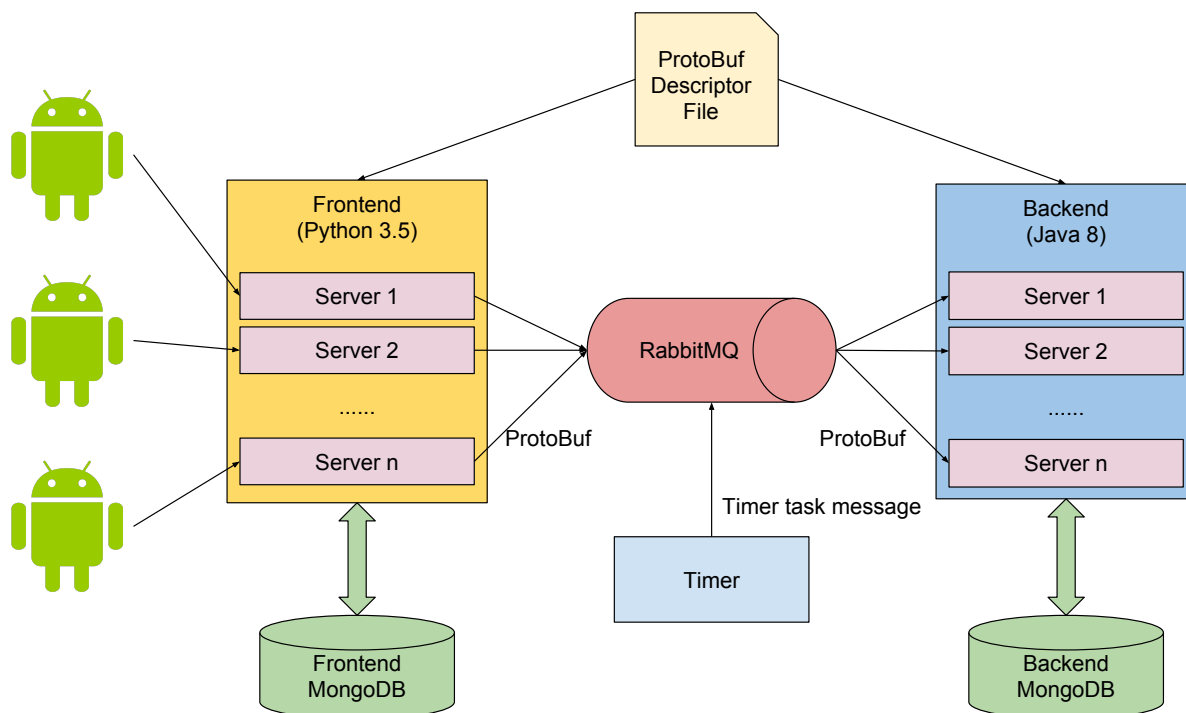 ProtoBuf
Descriptor
File
Frontend
(Python 3.5)
Server 1
Server 2
......
Server n
ProtoBuf
RabbitMQ
Timer task message
Timer
ProtoBuf
Backend
(Java 8)
Server 1
Server 2
......
Server n
Frontend
MongoDB
Backend
MongoDB